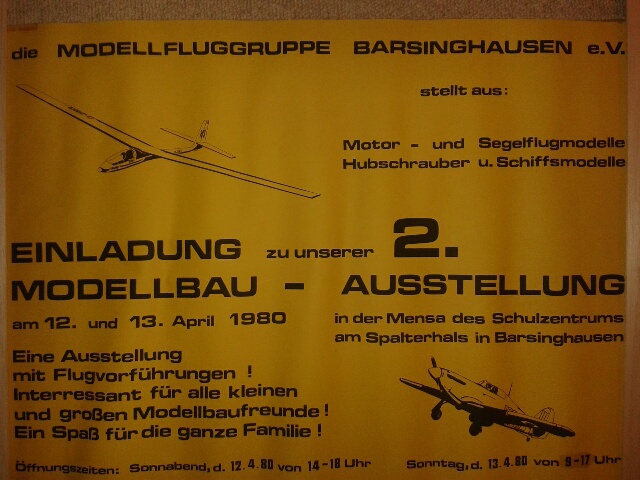 die MODELLFLUGGRUPPE BARSINGHAUSEN e.V.
stellt aus:
Motor - und Segelflugmodelle
Hubschrauber u. Schiffsmodelle
EINLADUNG zu unserer 2.
MODELLBAU - AUSSTELLUNG
am 12. und 13. April 1980
in der Mensa des Schulzentrums
am Spalterhals in Barsinghausen
Eine Ausstellung
mit Flugvorführungen !
Interressant für alle kleinen
und großen Modellbaufreunde !
Ein Spaß für die ganze Familie !
Öffnungszeiten: Sonnabend, d. 12.4.80 von 14-18 Uhr
Sonntag, d. 13.4.80 von 9-17 Uhr